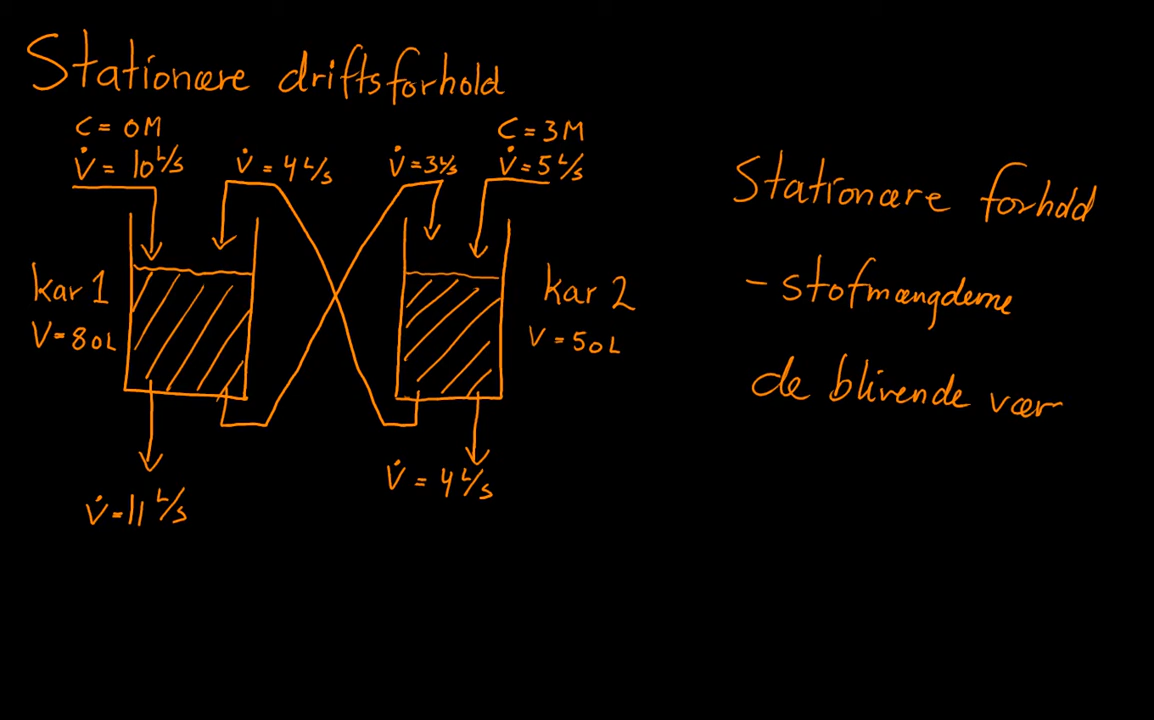 Stationære driftsforhold
C = 0M
V̇ = 10 L/s
V̇ = 4 L/s
V̇ = 3 L/s
C = 3M
V̇ = 5 L/s
kar 1
V = 80L
kar 2
V = 50L
V̇ = 11 L/s
V̇ = 4 L/s
Stationære forhold
- stofmængderne
de blivende vær